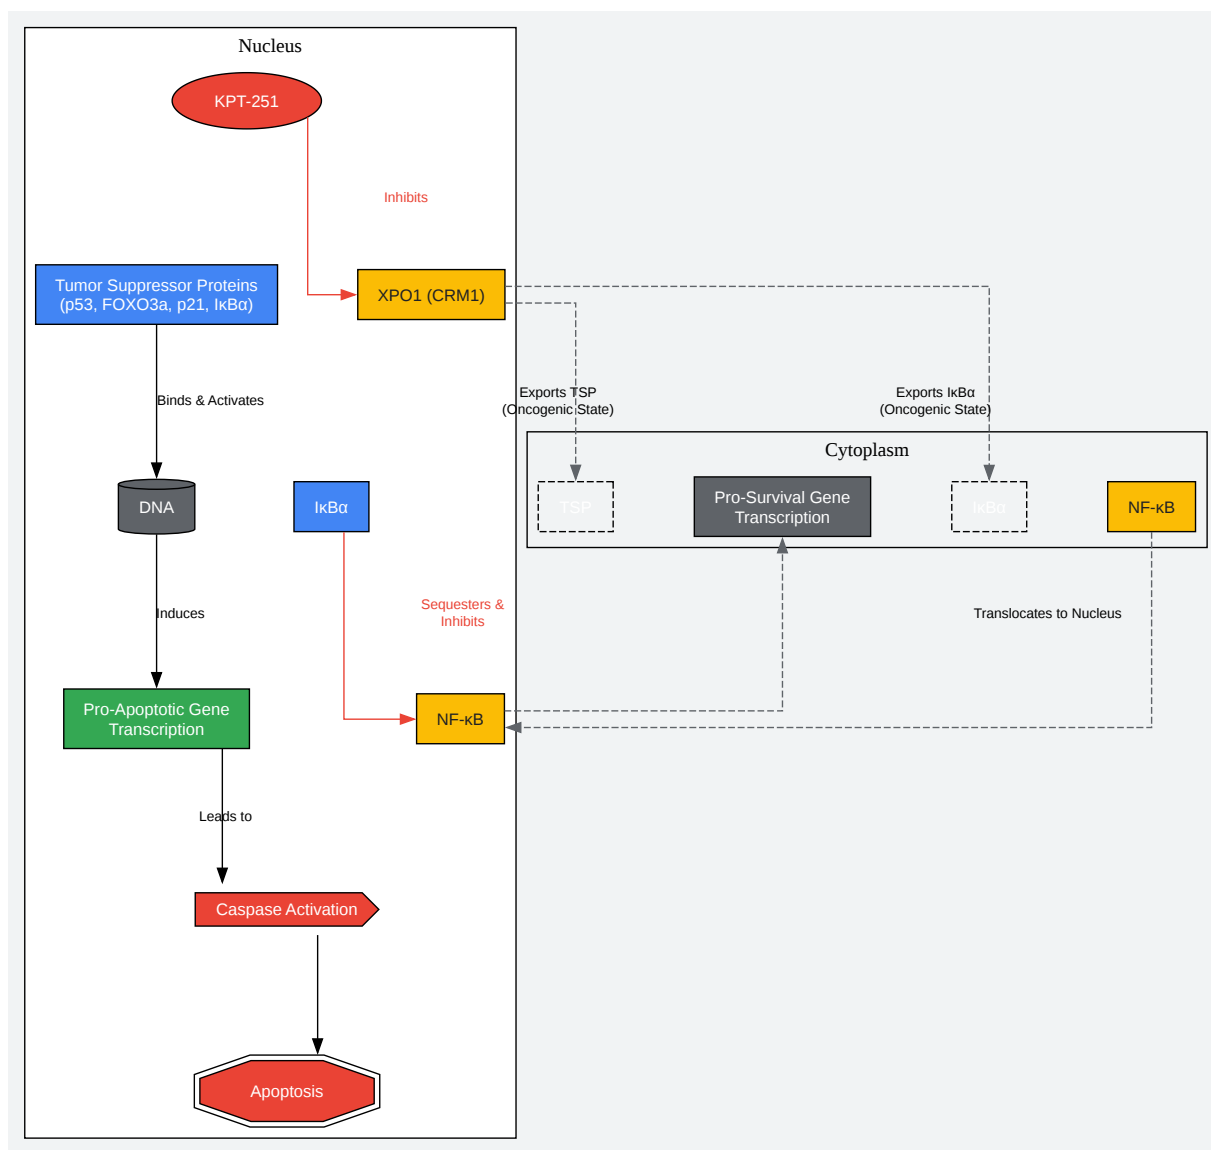 Nucleus
KPT-251
Inhibits
Tumor Suppressor Proteins
(p53, FOXO3a, p21, IκBα)
XPO1 (CRM1)
Binds & Activates
Exports TSP
(Oncogenic State)
Exports IκBα
(Oncogenic State)
Cytoplasm
DNA
IκBα
TSP
Pro-Survival Gene
Transcription
IκBα
NF-κB
Induces
Sequesters &
Inhibits
Translocates to Nucleus
Pro-Apoptotic Gene
Transcription
NF-κB
Leads to
Caspase Activation
Apoptosis